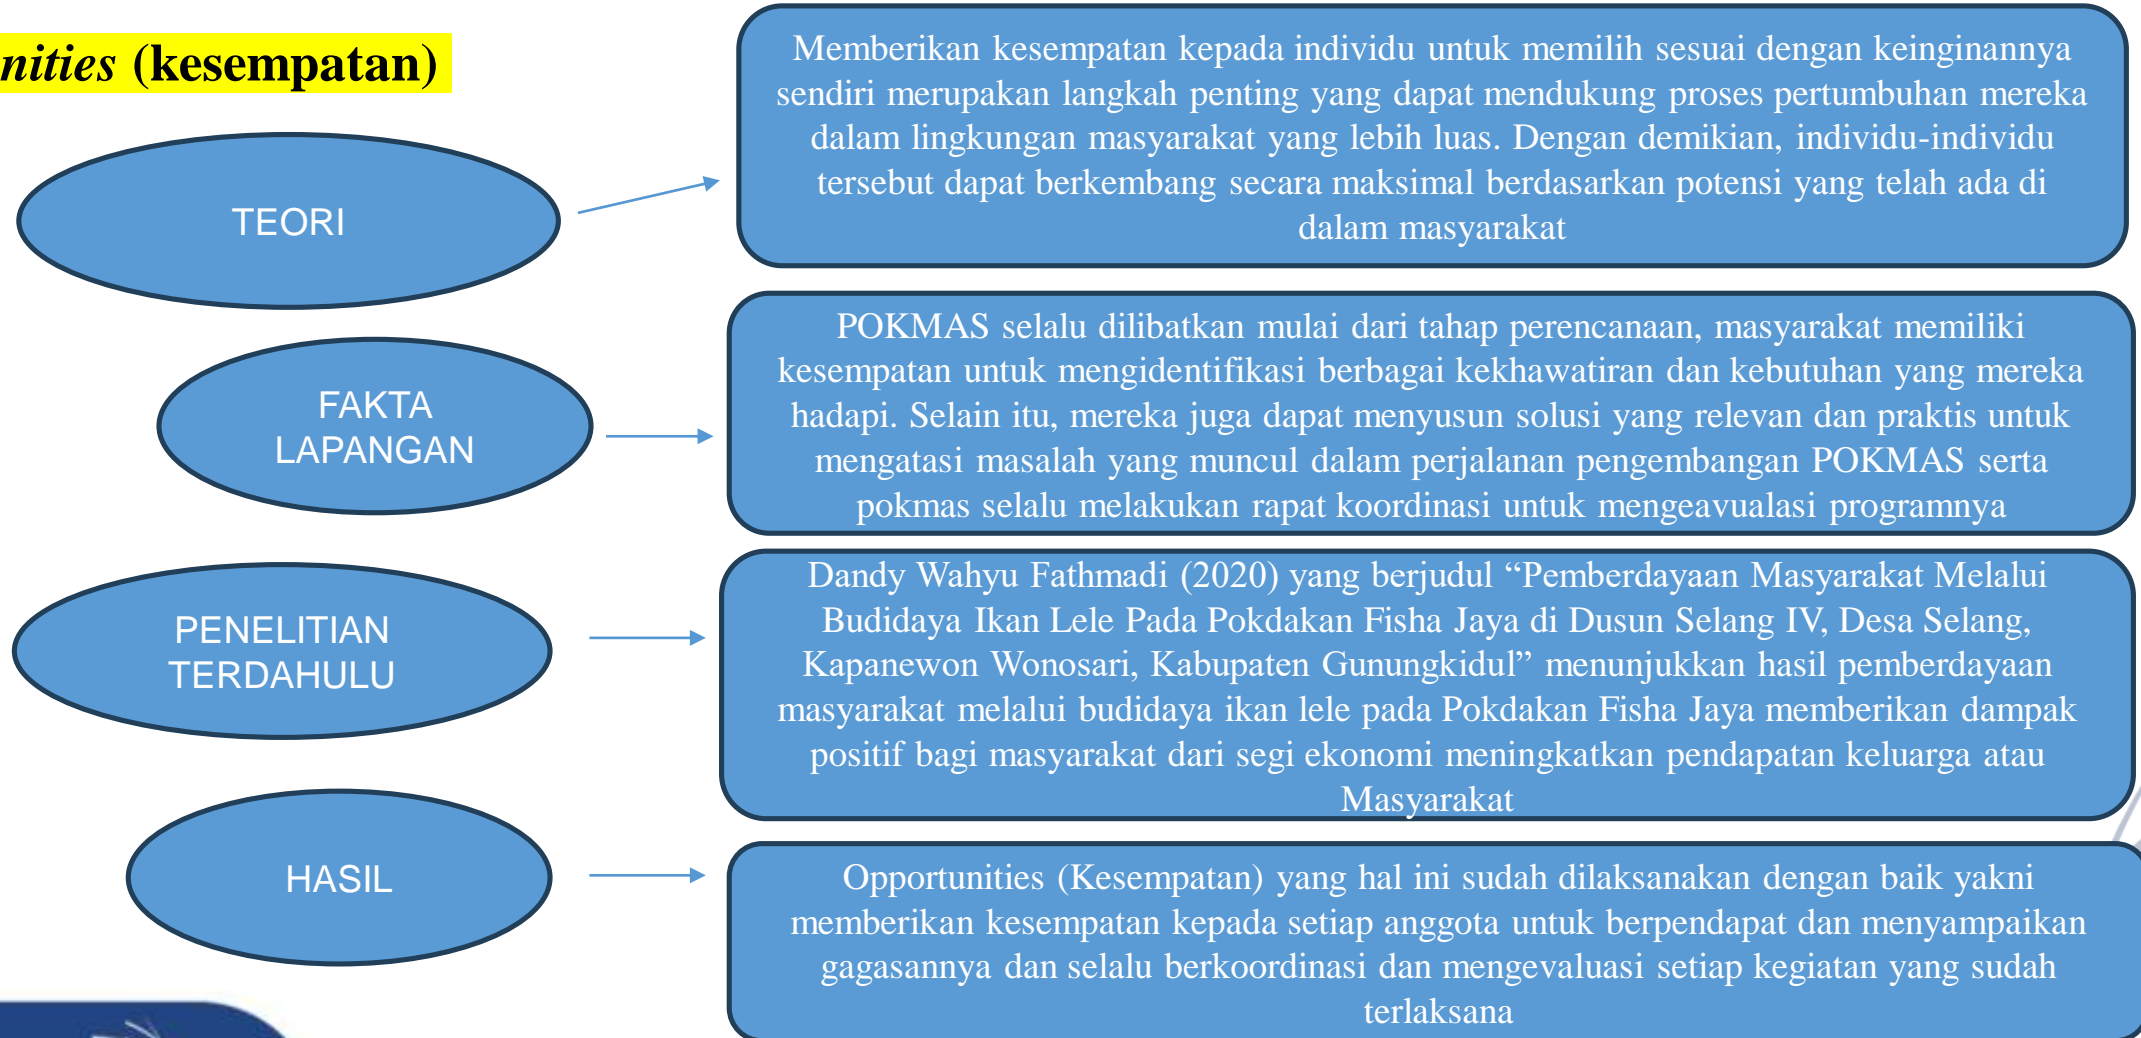 nities (kesempatan)
TEORI
Memberikan kesempatan kepada individu untuk memilih sesuai dengan keinginannya
sendiri merupakan langkah penting yang dapat mendukung proses pertumbuhan mereka
dalam lingkungan masyarakat yang lebih luas. Dengan demikian, individu-individu
tersebut dapat berkembang secara maksimal berdasarkan potensi yang telah ada di
dalam masyarakat
FAKTA
LAPANGAN
POKMAS selalu dilibatkan mulai dari tahap perencanaan, masyarakat memiliki
kesempatan untuk mengidentifikasi berbagai kekhawatiran dan kebutuhan yang mereka
hadapi. Selain itu, mereka juga dapat menyusun solusi yang relevan dan praktis untuk
mengatasi masalah yang muncul dalam perjalanan pengembangan POKMAS serta
pokmas selalu melakukan rapat koordinasi untuk mengeavualasi programnya
PENELITIAN
TERDAHULU
Dandy Wahyu Fathmadi (2020) yang berjudul “Pemberdayaan Masyarakat Melalui
Budidaya Ikan Lele Pada Pokdakan Fisha Jaya di Dusun Selang IV, Desa Selang,
Kapanewon Wonosari, Kabupaten Gunungkidul” menunjukkan hasil pemberdayaan
masyarakat melalui budidaya ikan lele pada Pokdakan Fisha Jaya memberikan dampak
positif bagi masyarakat dari segi ekonomi meningkatkan pendapatan keluarga atau
Masyarakat
HASIL
Opportunities (Kesempatan) yang hal ini sudah dilaksanakan dengan baik yakni
memberikan kesempatan kepada setiap anggota untuk berpendapat dan menyampaikan
gagasannya dan selalu berkoordinasi dan mengevaluasi setiap kegiatan yang sudah
terlaksana